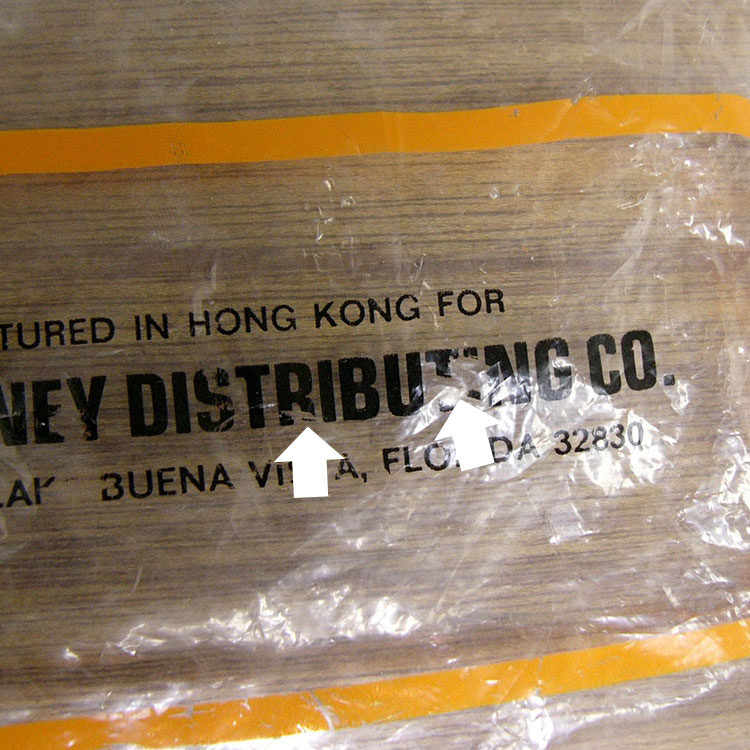 TURED IN HONG KONG FOR
NEY DISTRIBUTING CO.
BUENA VISTA, FLORIDA 32830